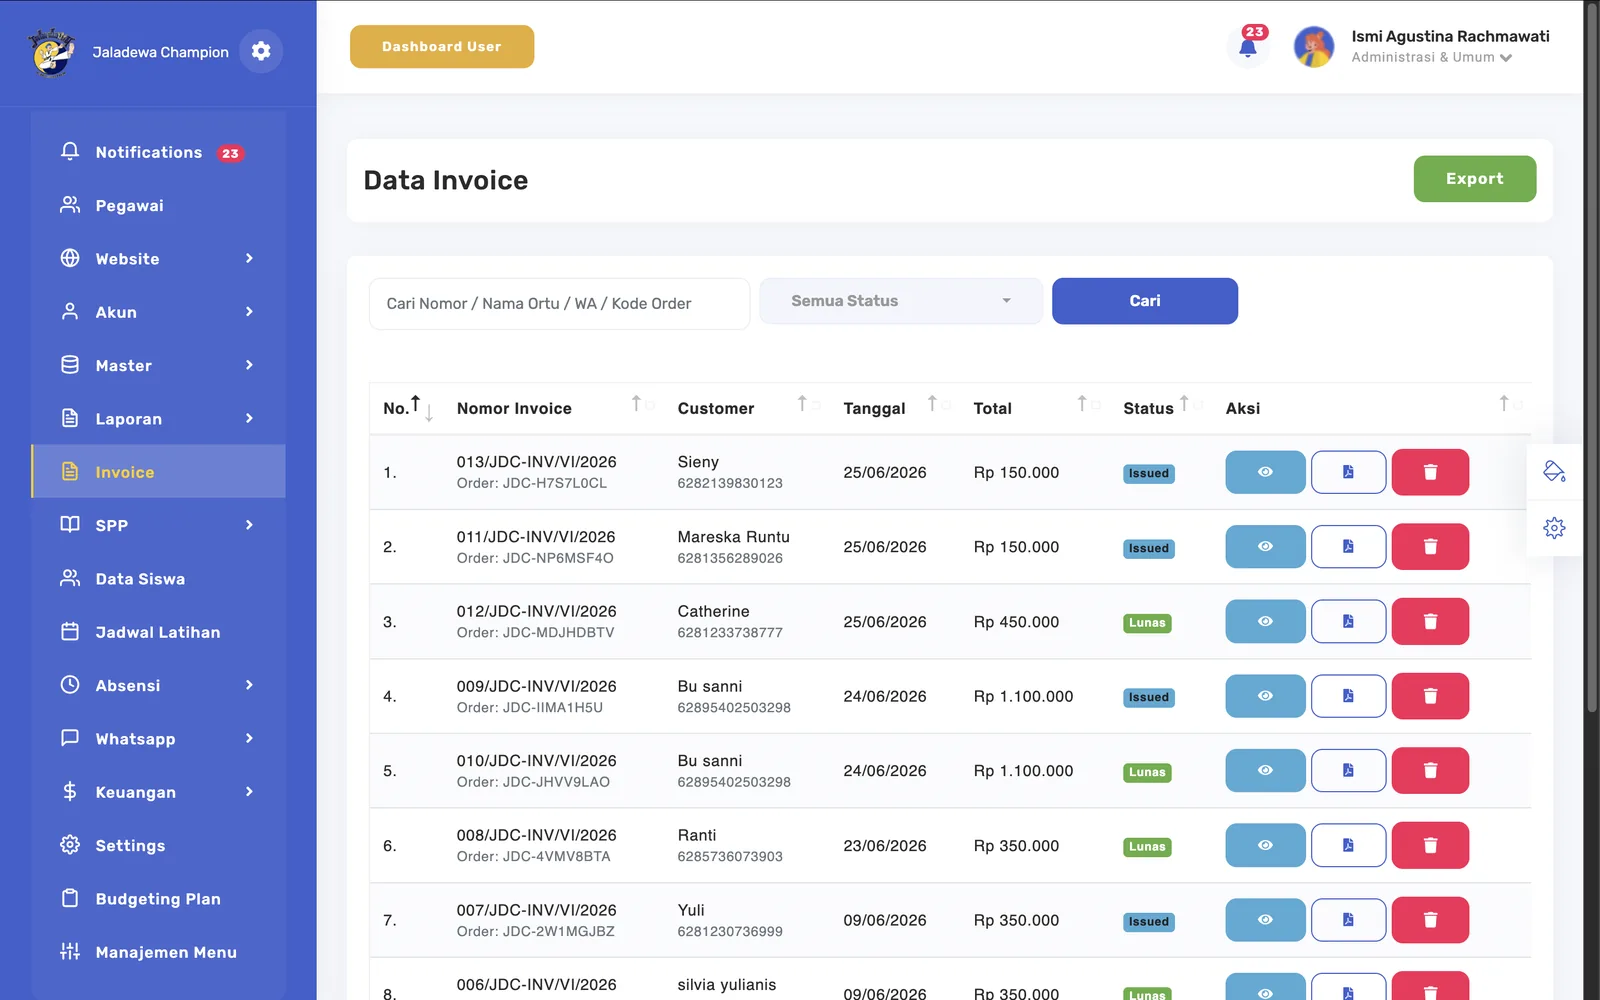 Jaladewa Champion
Dashboard User
23
Ismi Agustina Rachmawati
Administrasi & Umum
Notifications 23
Pegawai
Website
Akun
Master
Laporan
Invoice
SPP
Data Siswa
Jadwal Latihan
Absensi
Whatsapp
Keuangan
Settings
Budgeting Plan
Manajemen Menu
Data Invoice
Export
Cari Nomor / Nama Ortu / WA / Kode Order
Semua Status
Cari
No. Nomor Invoice Customer Tanggal Total Status Aksi
1. 013/JDC-INV/VI/2026 Sieny 25/06/2026 Rp 150.000 Issued
Order: JDC-H7S7L0CL 6282139830123
2. 011/JDC-INV/VI/2026 Mareska Runtu 25/06/2026 Rp 150.000 Issued
Order: JDC-NP6MSF4O 6281356289026
3. 012/JDC-INV/VI/2026 Catherine 25/06/2026 Rp 450.000 Lunas
Order: JDC-MDJHDBTV 6281233738777
4. 009/JDC-INV/VI/2026 Bu sanni 24/06/2026 Rp 1.100.000 Issued
Order: JDC-IIMA1H5U 62895402503298
5. 010/JDC-INV/VI/2026 Bu sanni 24/06/2026 Rp 1.100.000 Lunas
Order: JDC-JHVV9LAO 62895402503298
6. 008/JDC-INV/VI/2026 Ranti 23/06/2026 Rp 350.000 Lunas
Order: JDC-4VMV8BTA 6285736073903
7. 007/JDC-INV/VI/2026 Yuli 09/06/2026 Rp 350.000 Issued
Order: JDC-2W1MGJBZ 6281230736999
8. 006/JDC-INV/VI/2026 silvia yulianis 09/06/2026 Rp 350.000 Lunas